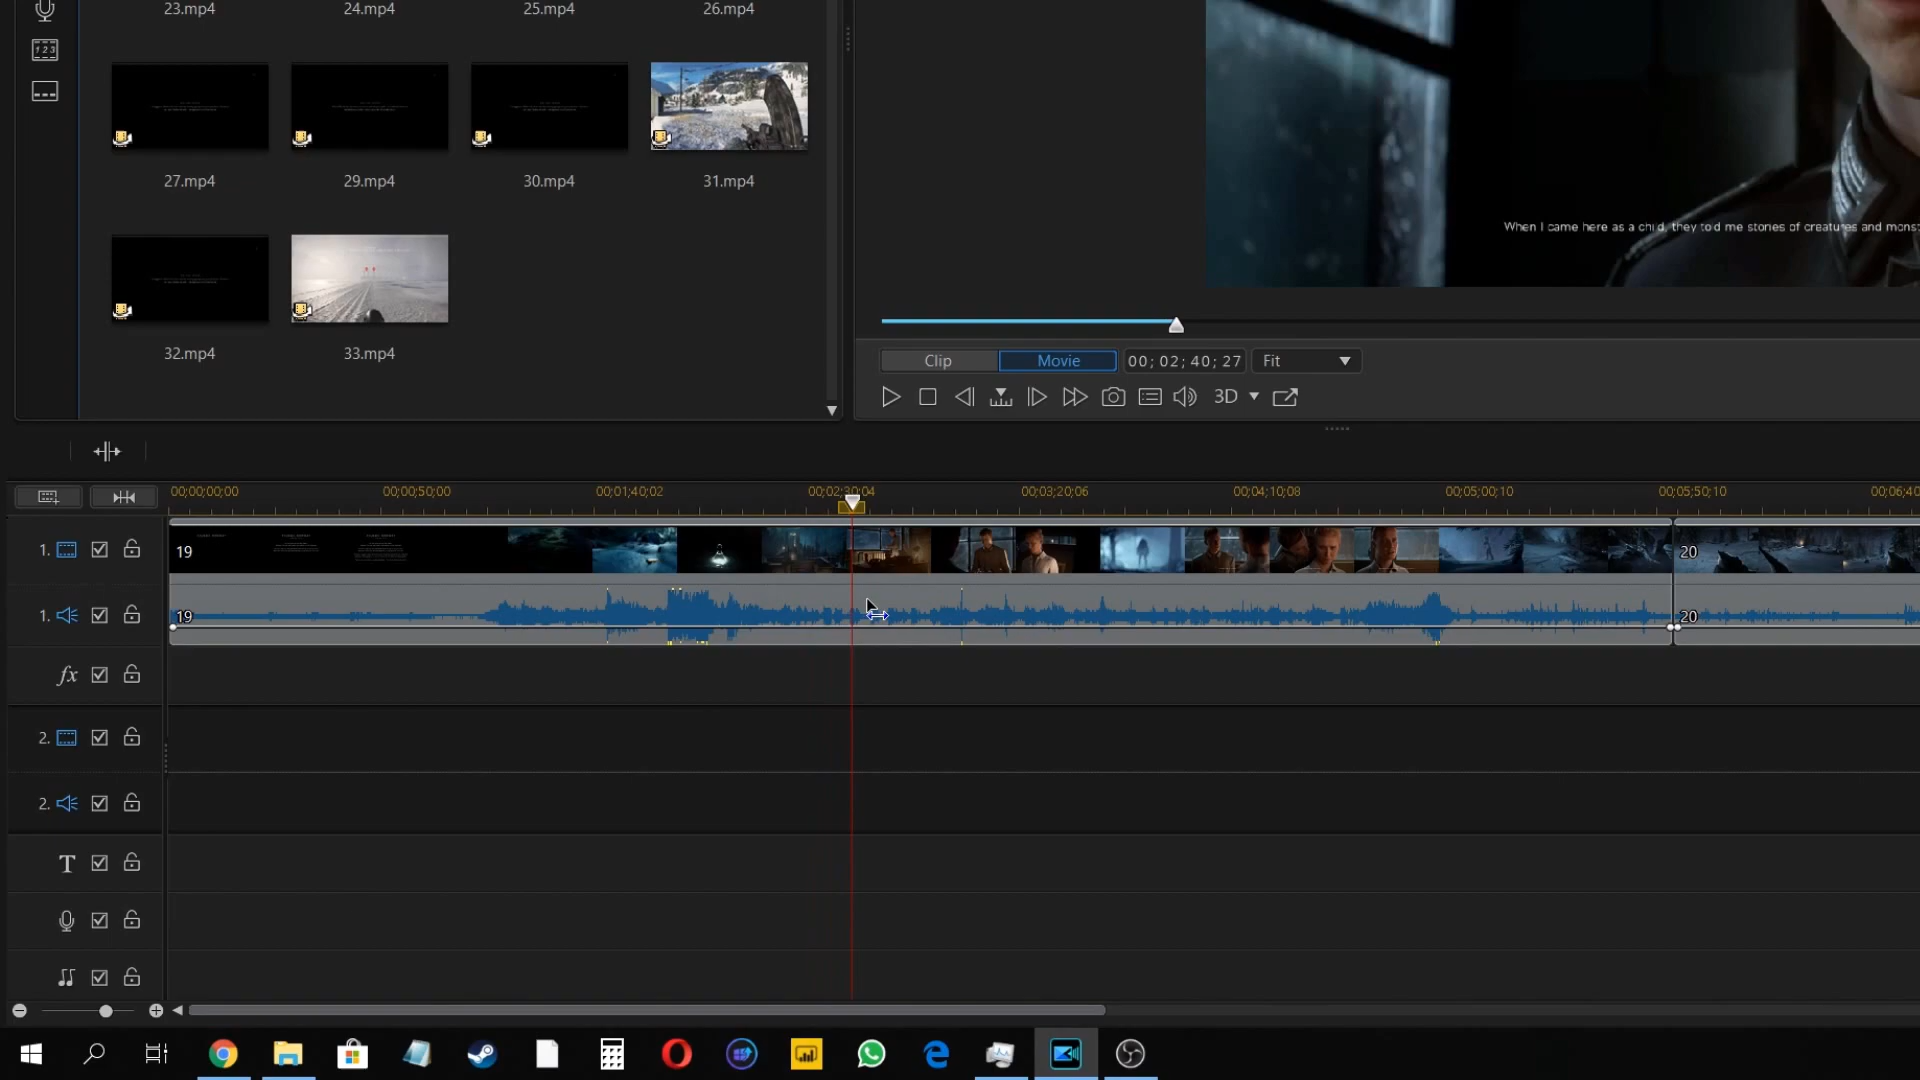 23.mp4
24.mp4
25.mp4
26.mp4
27.mp4
29.mp4
30.mp4
31.mp4
32.mp4
33.mp4
When I came here as a child, they told me stories of creatures and
Clip
Movie
00; 02; 40; 27
Fit
3D
00;00;00;00
00;00;50;00
00;01;40;02
00;02;30;04
00;03;20;06
00;04;10;08
00;05;00;10
00;05;50;10
00;06;40
1.
19
20
1.
19
20
fx
2.
2.
T